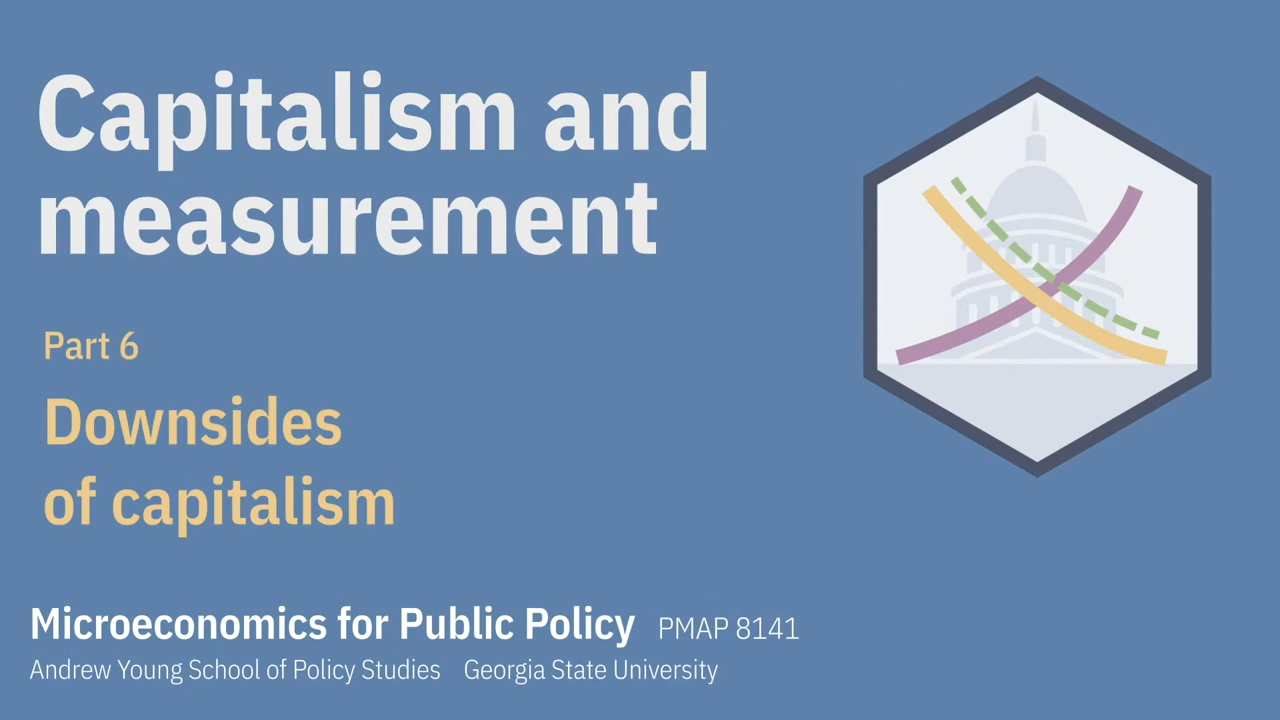 Capitalism and
measurement
Part 6
Downsides
of capitalism
Microeconomics for Public Policy PMAP 8141
Andrew Young School of Policy Studies Georgia State University